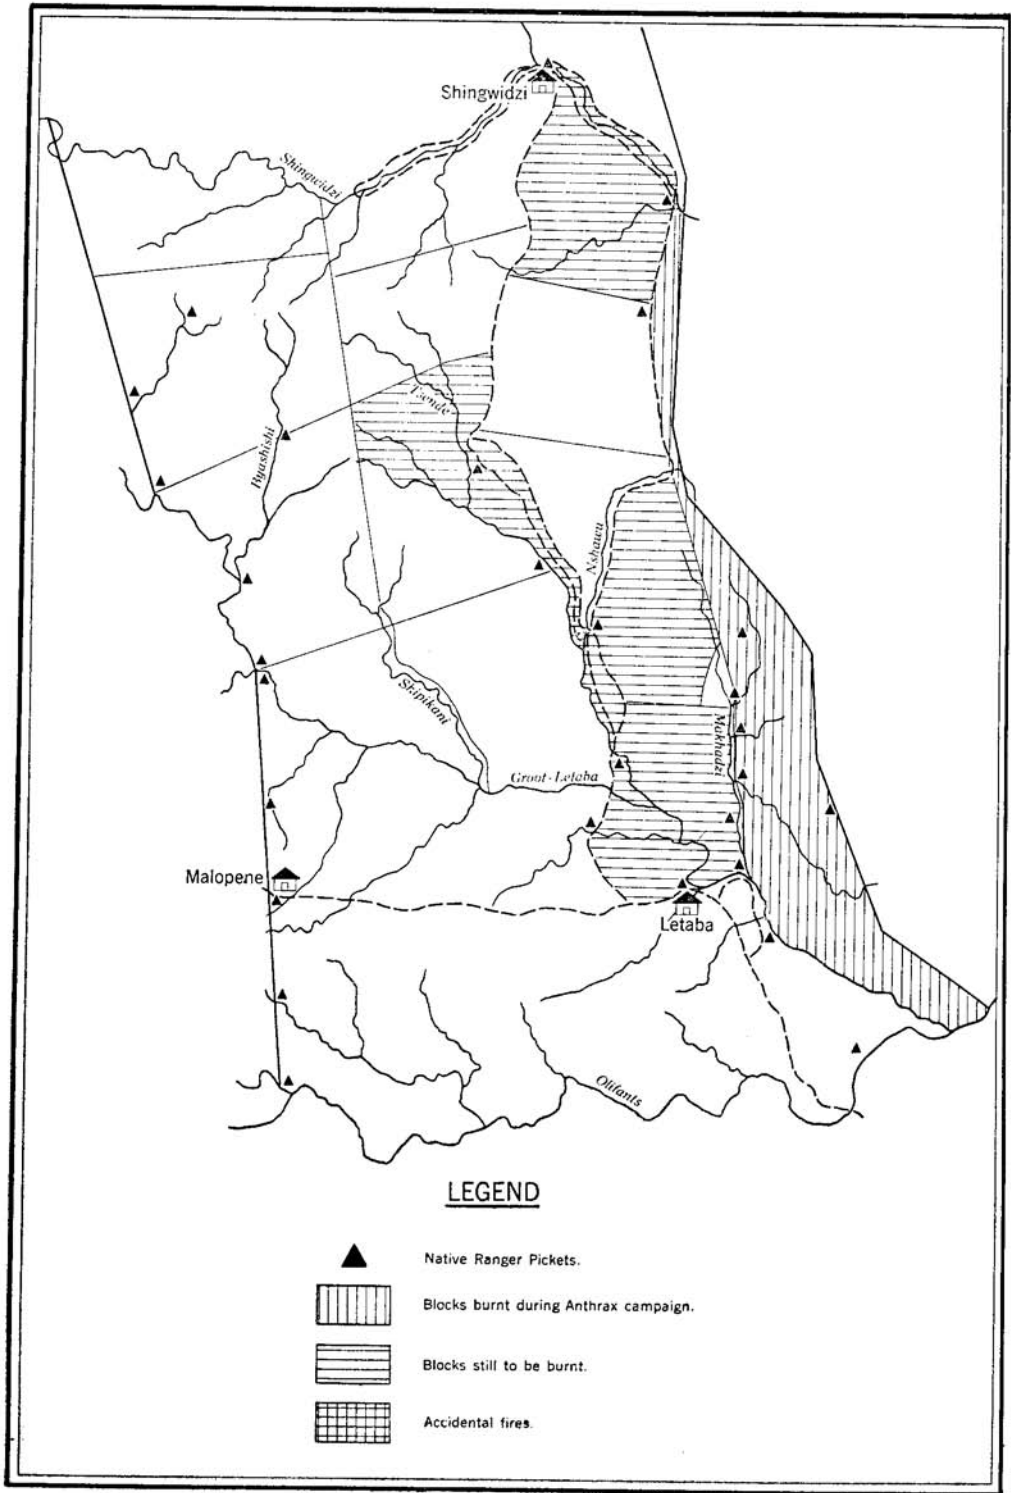 Shingwidzi
Shingwidzi
Tsende
Byashishi
Nshawu
Shipikani
Makhadzi
Groot-Letaba
Malopene
Letaba
Olifants
LEGEND
Native Ranger Pickets.
Blocks burnt during Anthrax campaign.
Blocks still to be burnt.
Accidental fires.